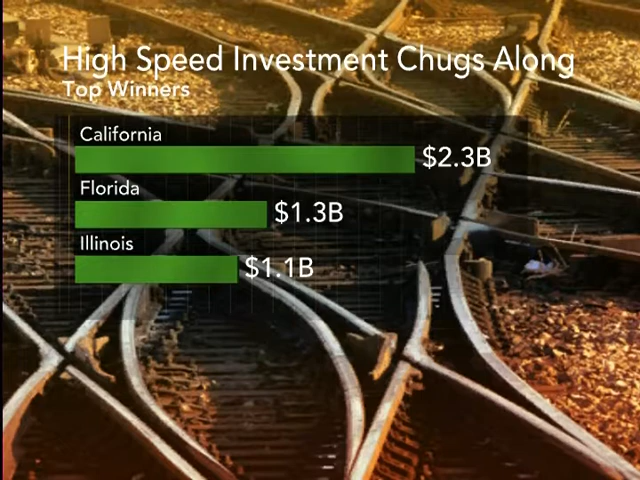 High Speed Investment Chugs Along
Top Winners
California
$2.3B
Florida
$1.3B
Illinois
$1.1B